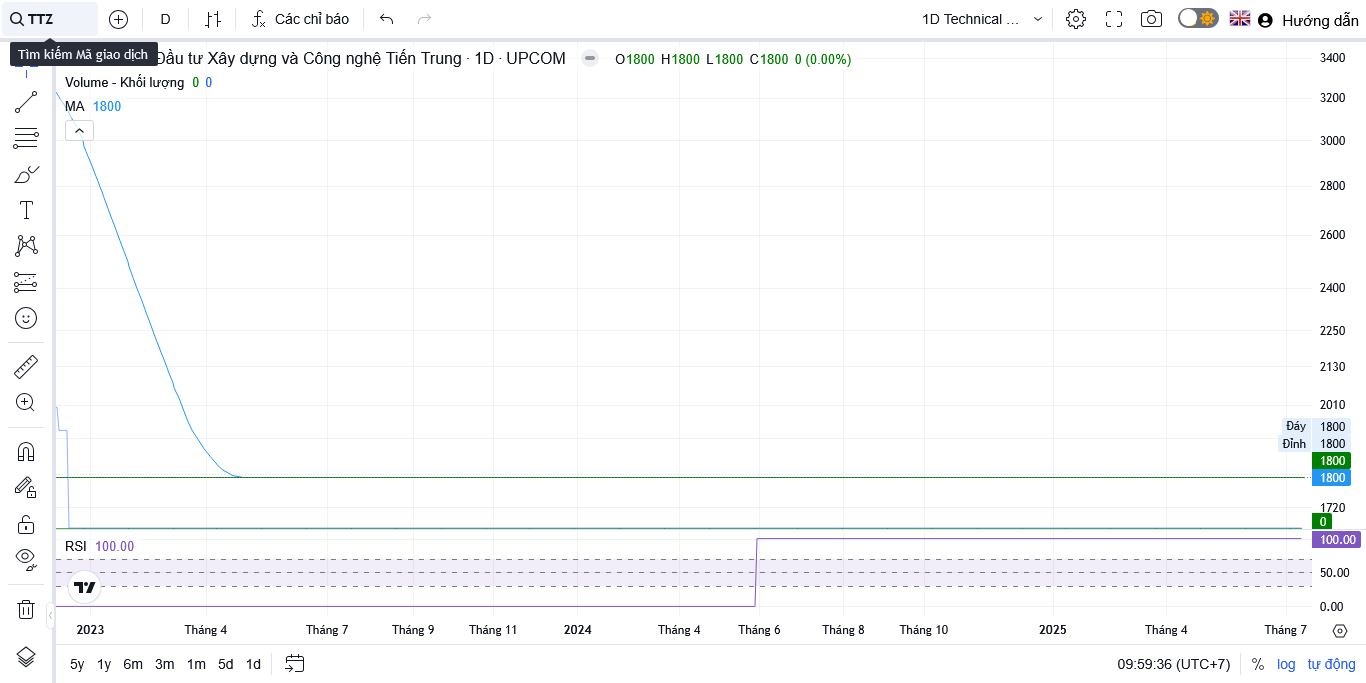 TTZ
D
Các chỉ báo
1D Technical ...
Hướng dẫn
Tìm kiếm Mã giao dịch
Đầu tư Xây dựng và Công nghệ Tiến Trung · 1D · UPCOM
O1800 H1800 L1800 C1800 0 (0.00%)
Volume - Khối lượng 0 0
MA 1800
3400
3200
3000
2800
2600
2400
2250
2130
2010
Đáy 1800
Đỉnh 1800
1800
1800
1720
0
RSI 100.00
100.00
50.00
0.00
2023 Tháng 4 Tháng 7 Tháng 9 Tháng 11 2024 Tháng 4 Tháng 6 Tháng 8 Tháng 10 2025 Tháng 4 Tháng 7
5y 1y 6m 3m 1m 5d 1d
09:59:36 (UTC+7) % log tự động